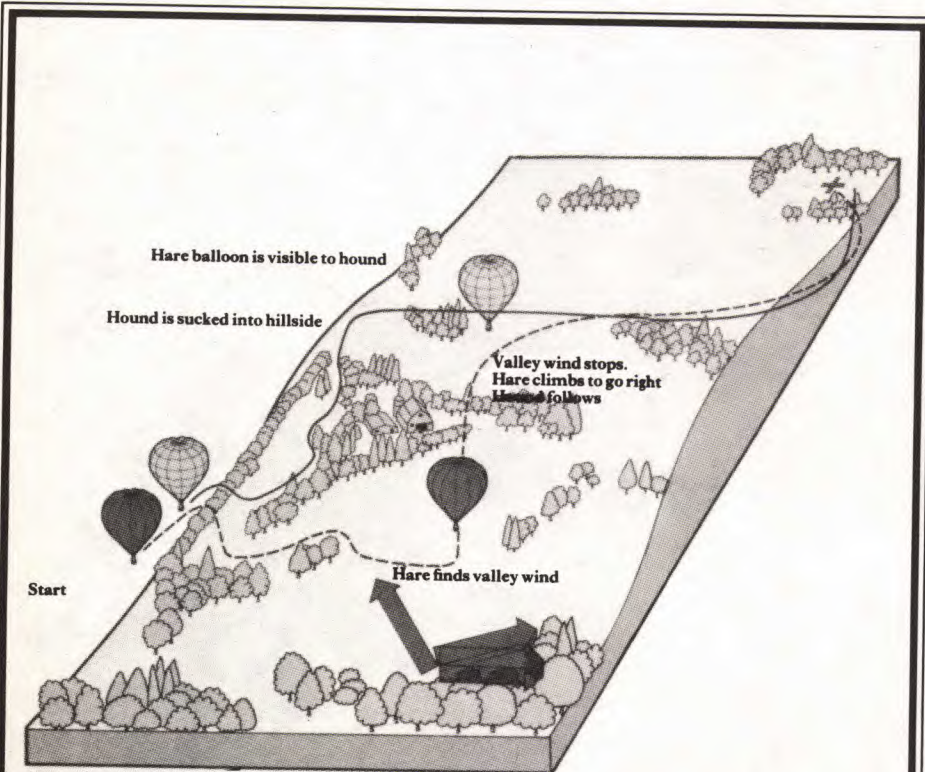 Hare balloon is visible to hound
Hound is sucked into hillside
Valley wind stops.
Hare climbs to go right
Hound follows
Start
Hare finds valley wind